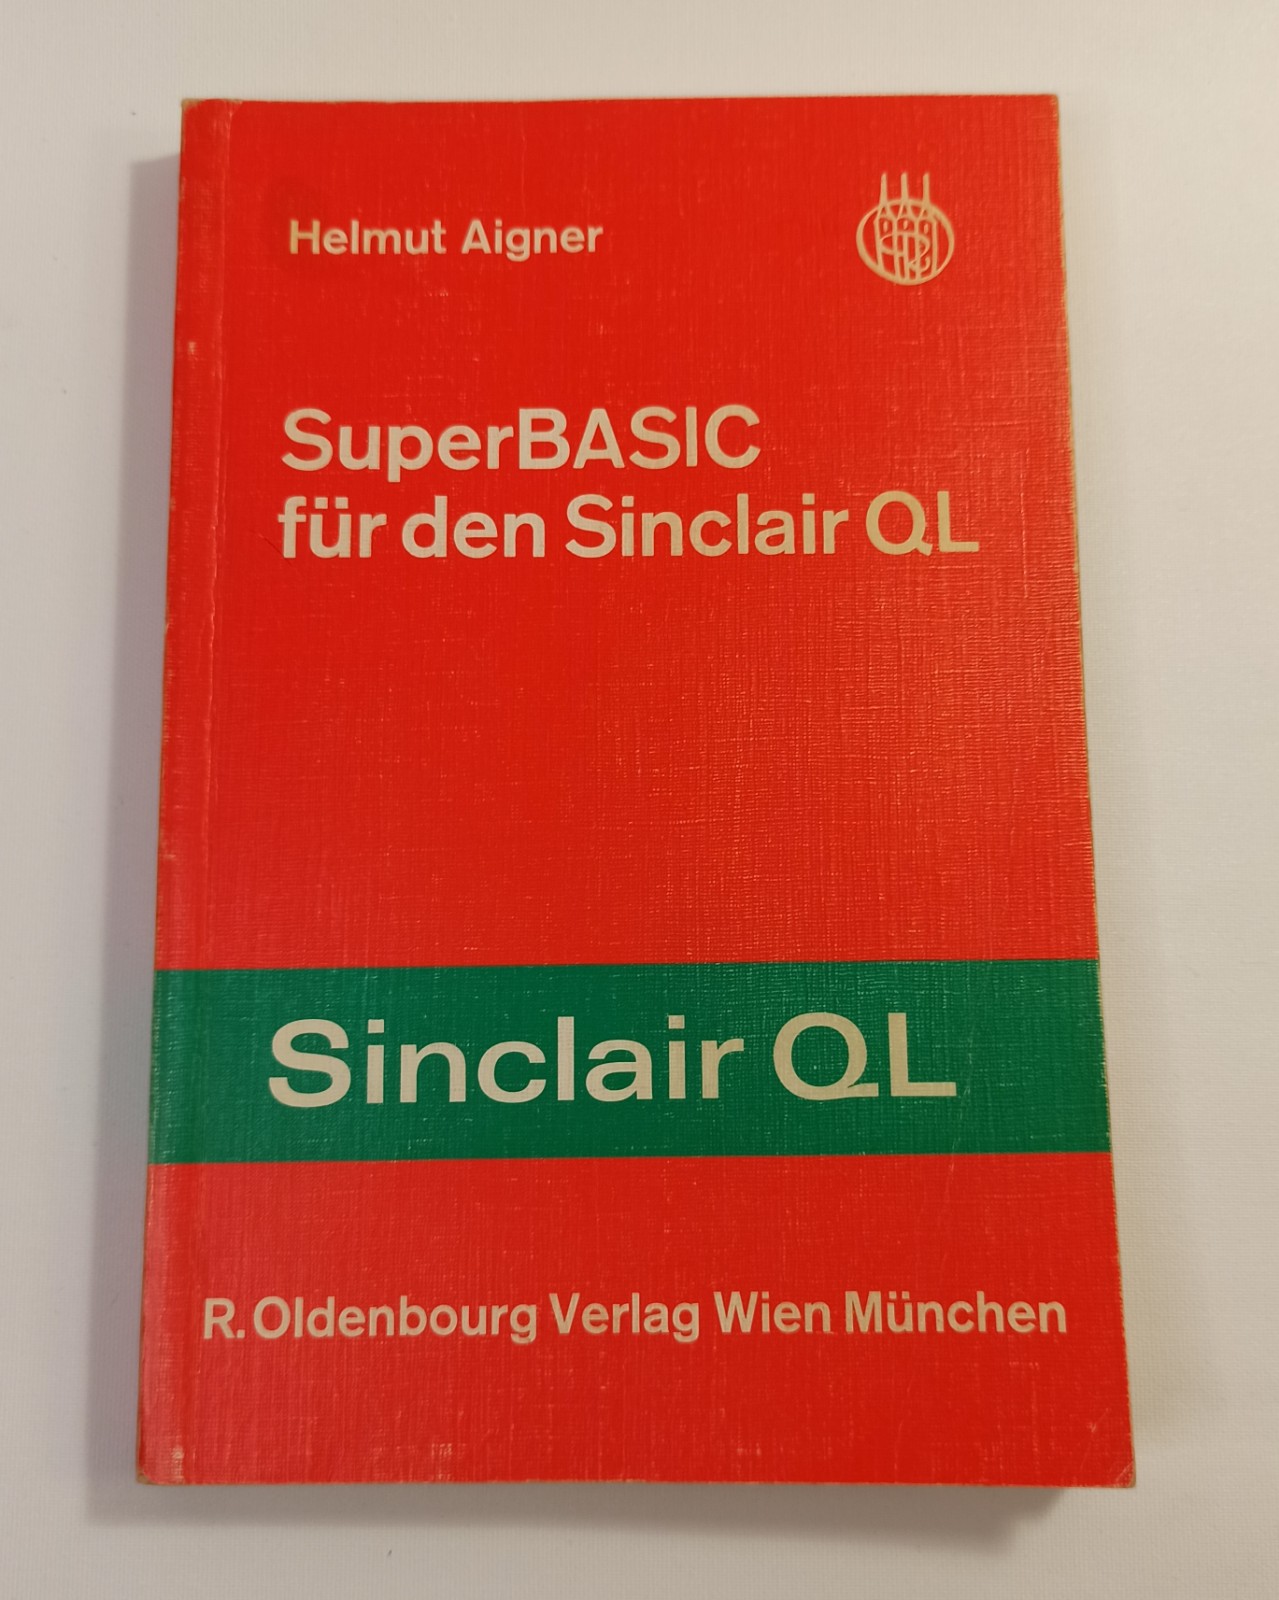 Helmut Aigner
SuperBASIC
für den Sinclair QL
Sinclair QL
R. Oldenbourg Verlag Wien München